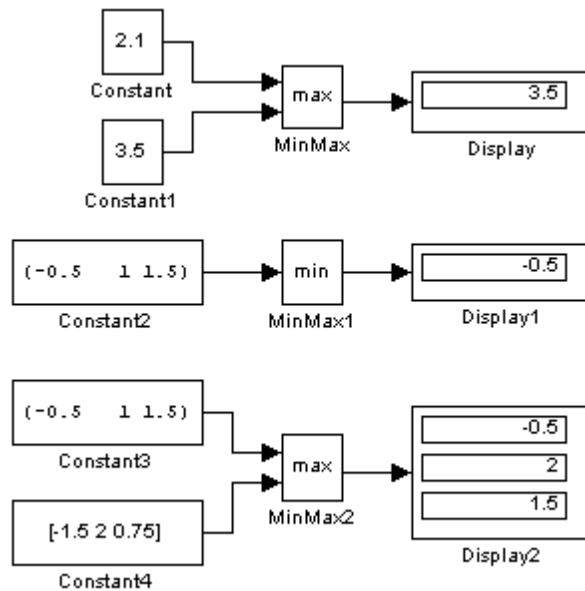 2.1
Constant
3.5
Constant1
max
MinMax
3.5
Display
(-0.5 1 1.5)
Constant2
min
MinMax1
-0.5
Display1
(-0.5 1 1.5)
Constant3
[-1.5 2 0.75]
Constant4
max
MinMax2
-0.5
2
1.5
Display2